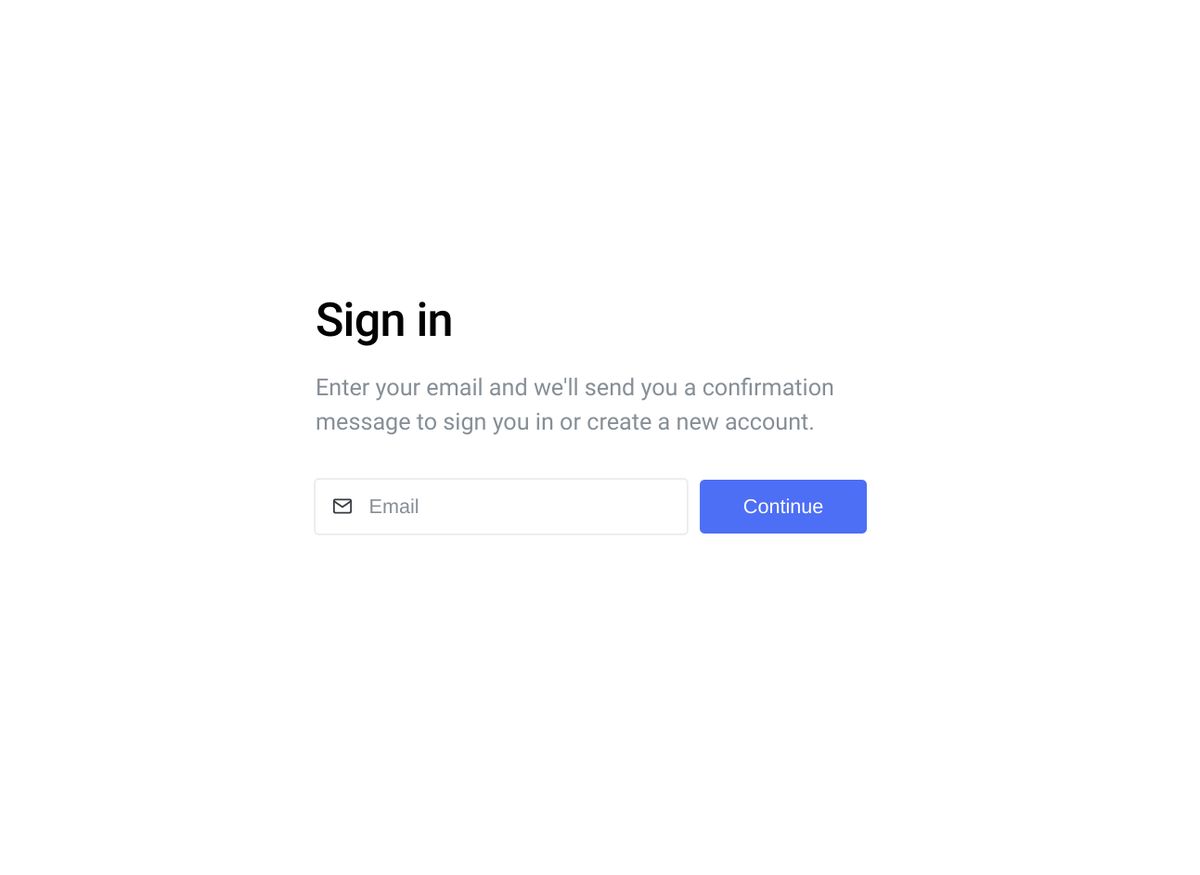 Sign in
Enter your email and we'll send you a confirmation
message to sign you in or create a new account.
Email
Continue